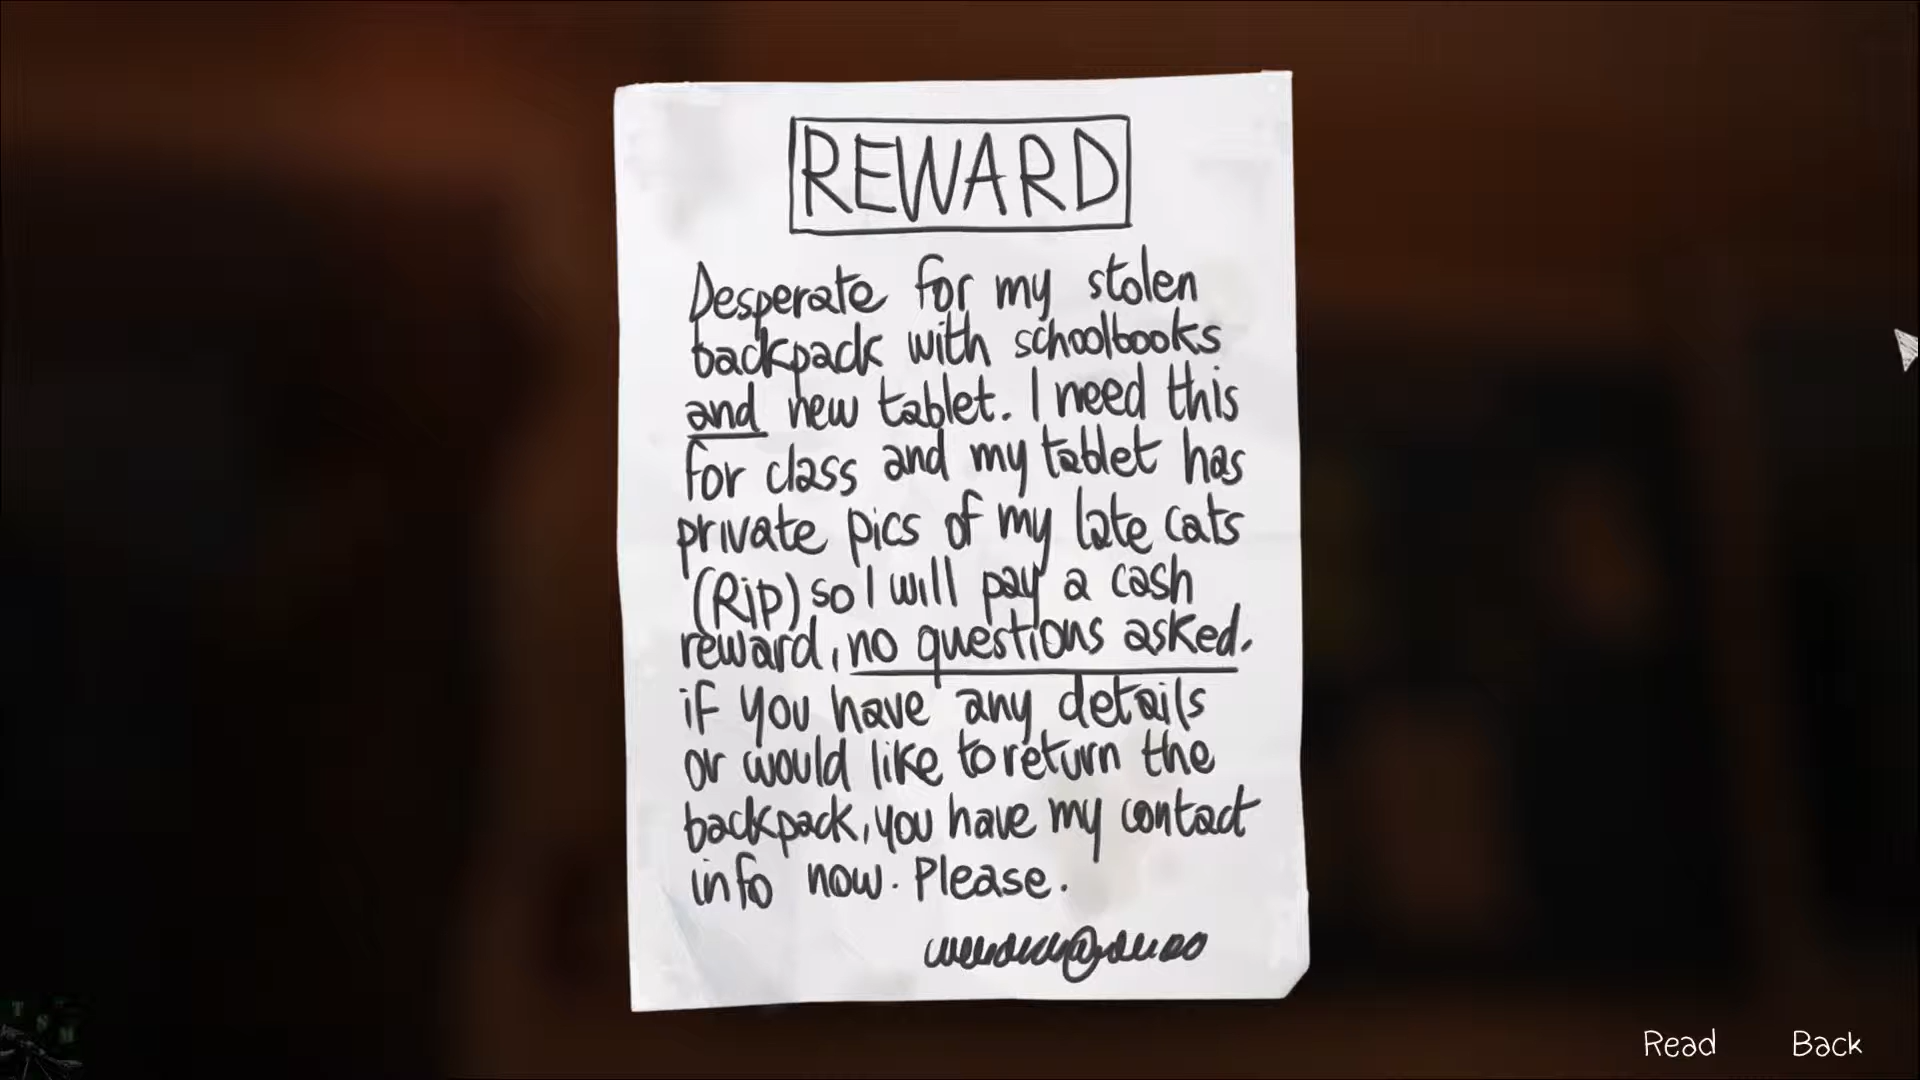 REWARD
Desperate for my stolen
backpack with schoolbooks
and new tablet. I need this
for class and my tablet has
private pics of my late cats
(Rip) so I will pay a cash
reward, no questions asked.
if you have any details
or would like to return the
backpack, you have my contact
info now. Please.
Read Back